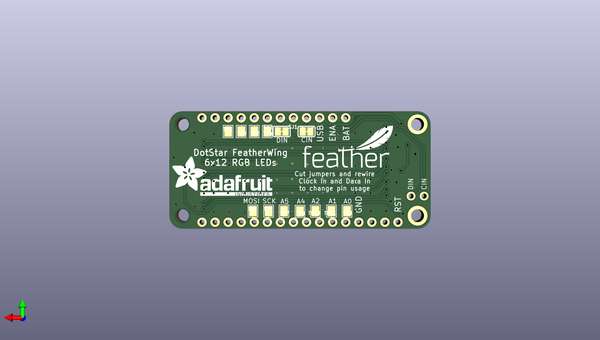 USB
ENA
BAT
DIN
CIN
DotStar FeatherWing
6x12 RGB LEDs
feather
adafruit
Cut jumpers and rewire
Clock In and Data In
to change pin usage
DIN
CIN
MOSI SCK A5 A4 A2 A1 A0
GND
RST